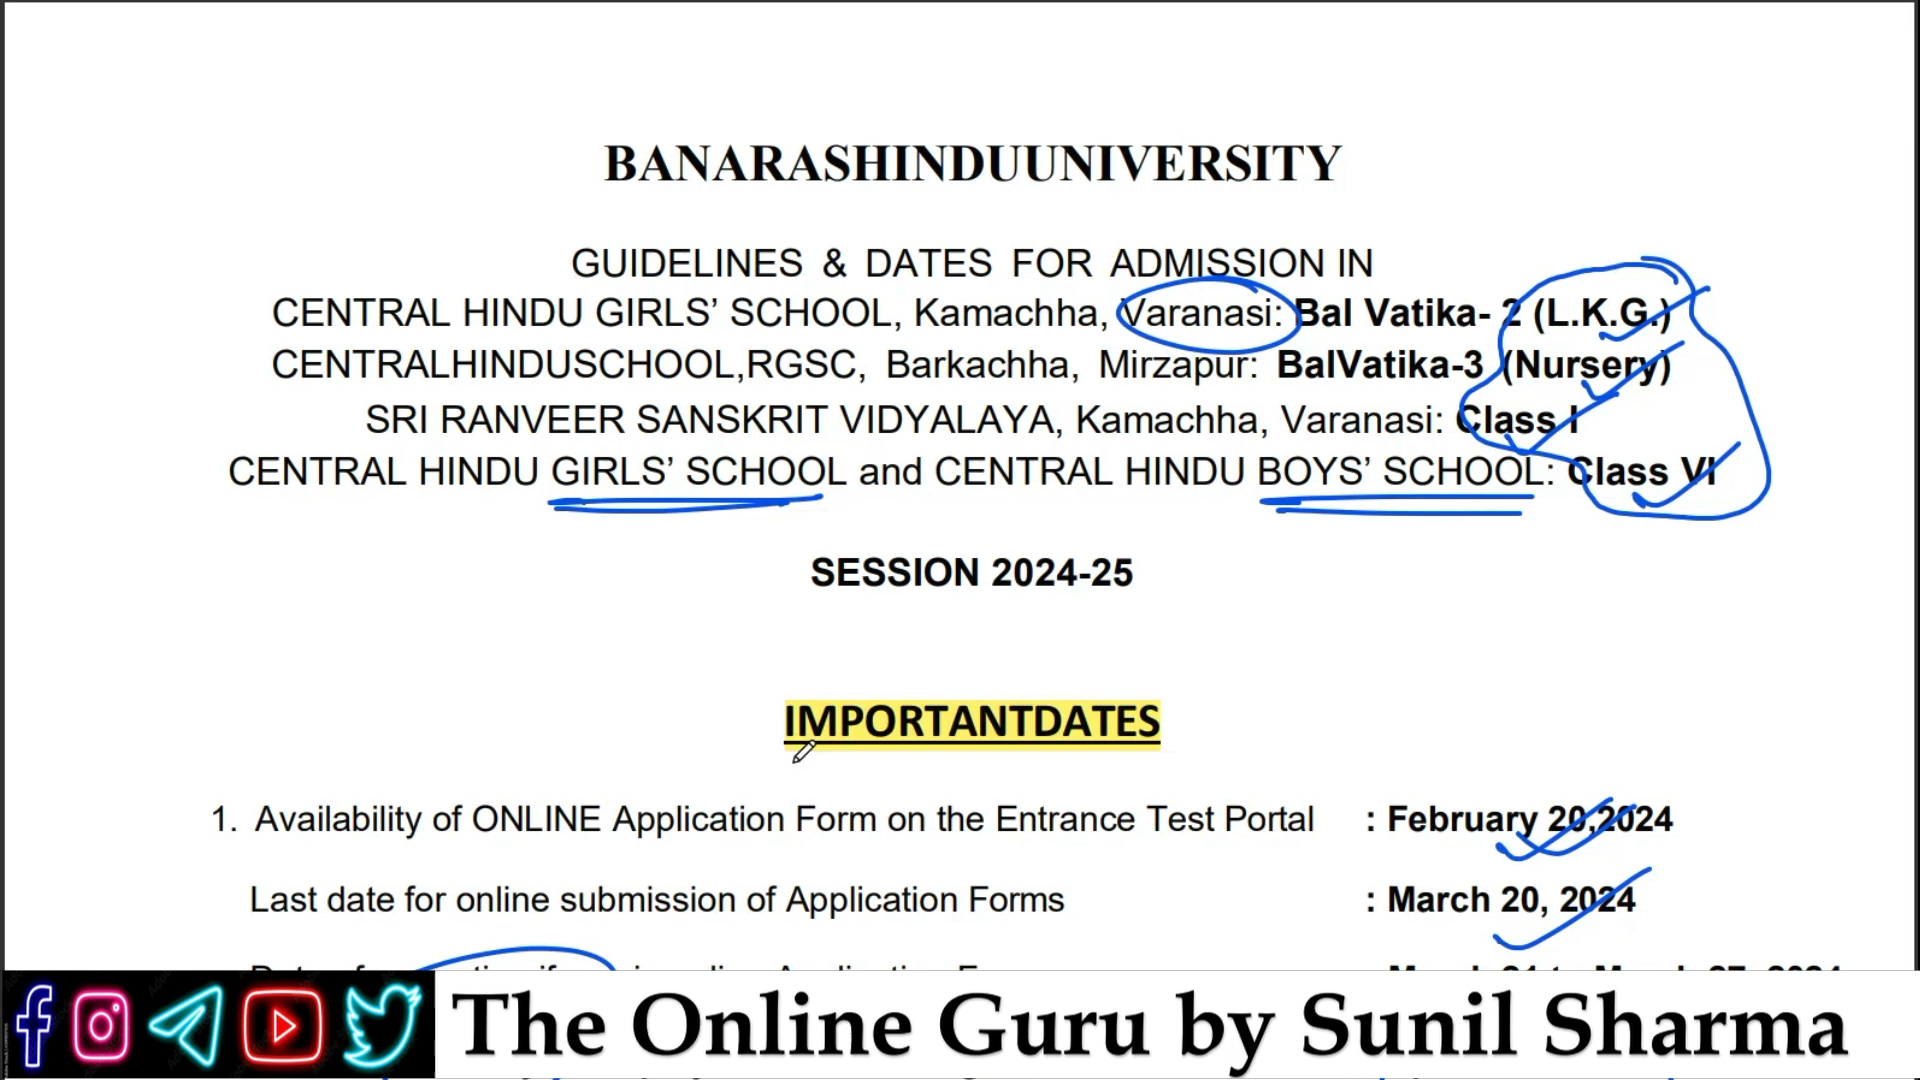 BANARASHINDUUNIVERSITY
GUIDELINES & DATES FOR ADMISSION IN
CENTRAL HINDU GIRLS’ SCHOOL, Kamachha, Varanasi: Bal Vatika- 2 (L.K.G.)
CENTRALHINDUSCHOOL,RGSC, Barkachha, Mirzapur: BalVatika-3 (Nursery)
SRI RANVEER SANSKRIT VIDYALAYA, Kamachha, Varanasi: Class I
CENTRAL HINDU GIRLS’ SCHOOL and CENTRAL HINDU BOYS’ SCHOOL: Class VI
SESSION 2024-25
IMPORTANTDATES
1. Availability of ONLINE Application Form on the Entrance Test Portal : February 20,2024
Last date for online submission of Application Forms : March 20, 2024
The Online Guru by Sunil Sharma